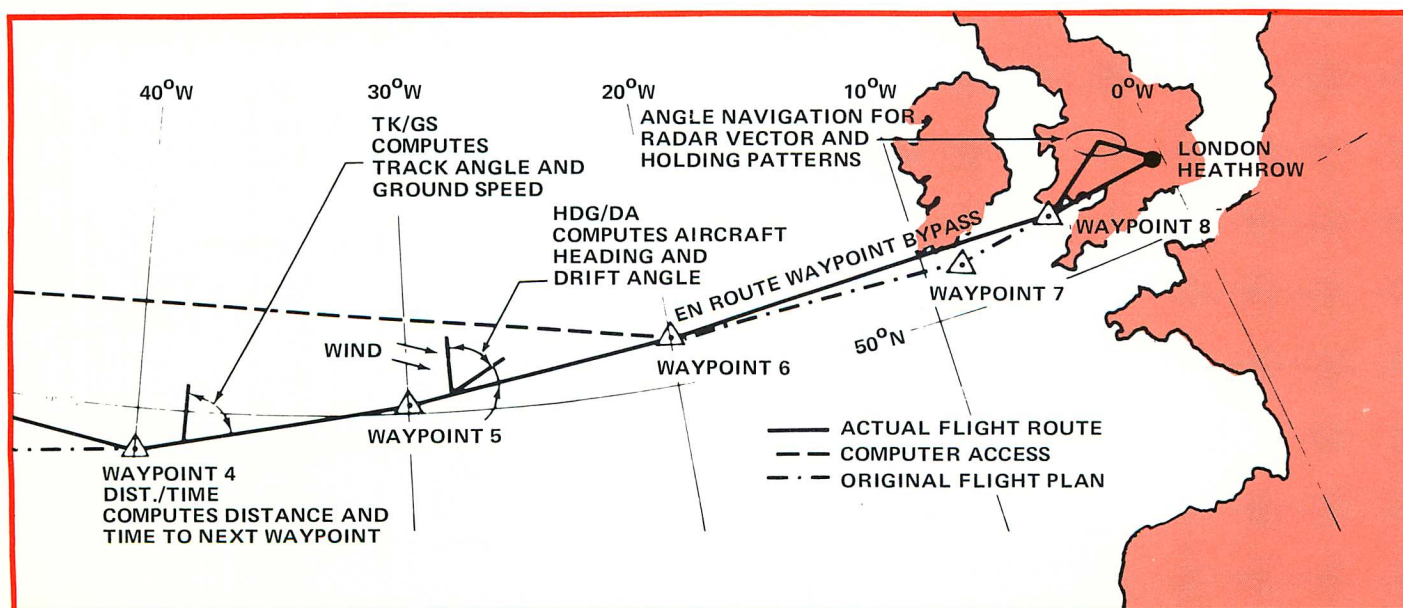 40°W
30°W
20°W
10°W
0°W
TK/GS
COMPUTES
TRACK ANGLE AND
GROUND SPEED
ANGLE NAVIGATION FOR
RADAR VECTOR AND
HOLDING PATTERNS
LONDON
HEATHROW
HDG/DA
COMPUTES AIRCRAFT
HEADING AND
DRIFT ANGLE
EN ROUTE WAYPOINT BYPASS
WAYPOINT 8
WAYPOINT 7
50°N
WIND
WAYPOINT 6
WAYPOINT 5
WAYPOINT 4
DIST./TIME
COMPUTES DISTANCE AND
TIME TO NEXT WAYPOINT
ACTUAL FLIGHT ROUTE
COMPUTER ACCESS
ORIGINAL FLIGHT PLAN